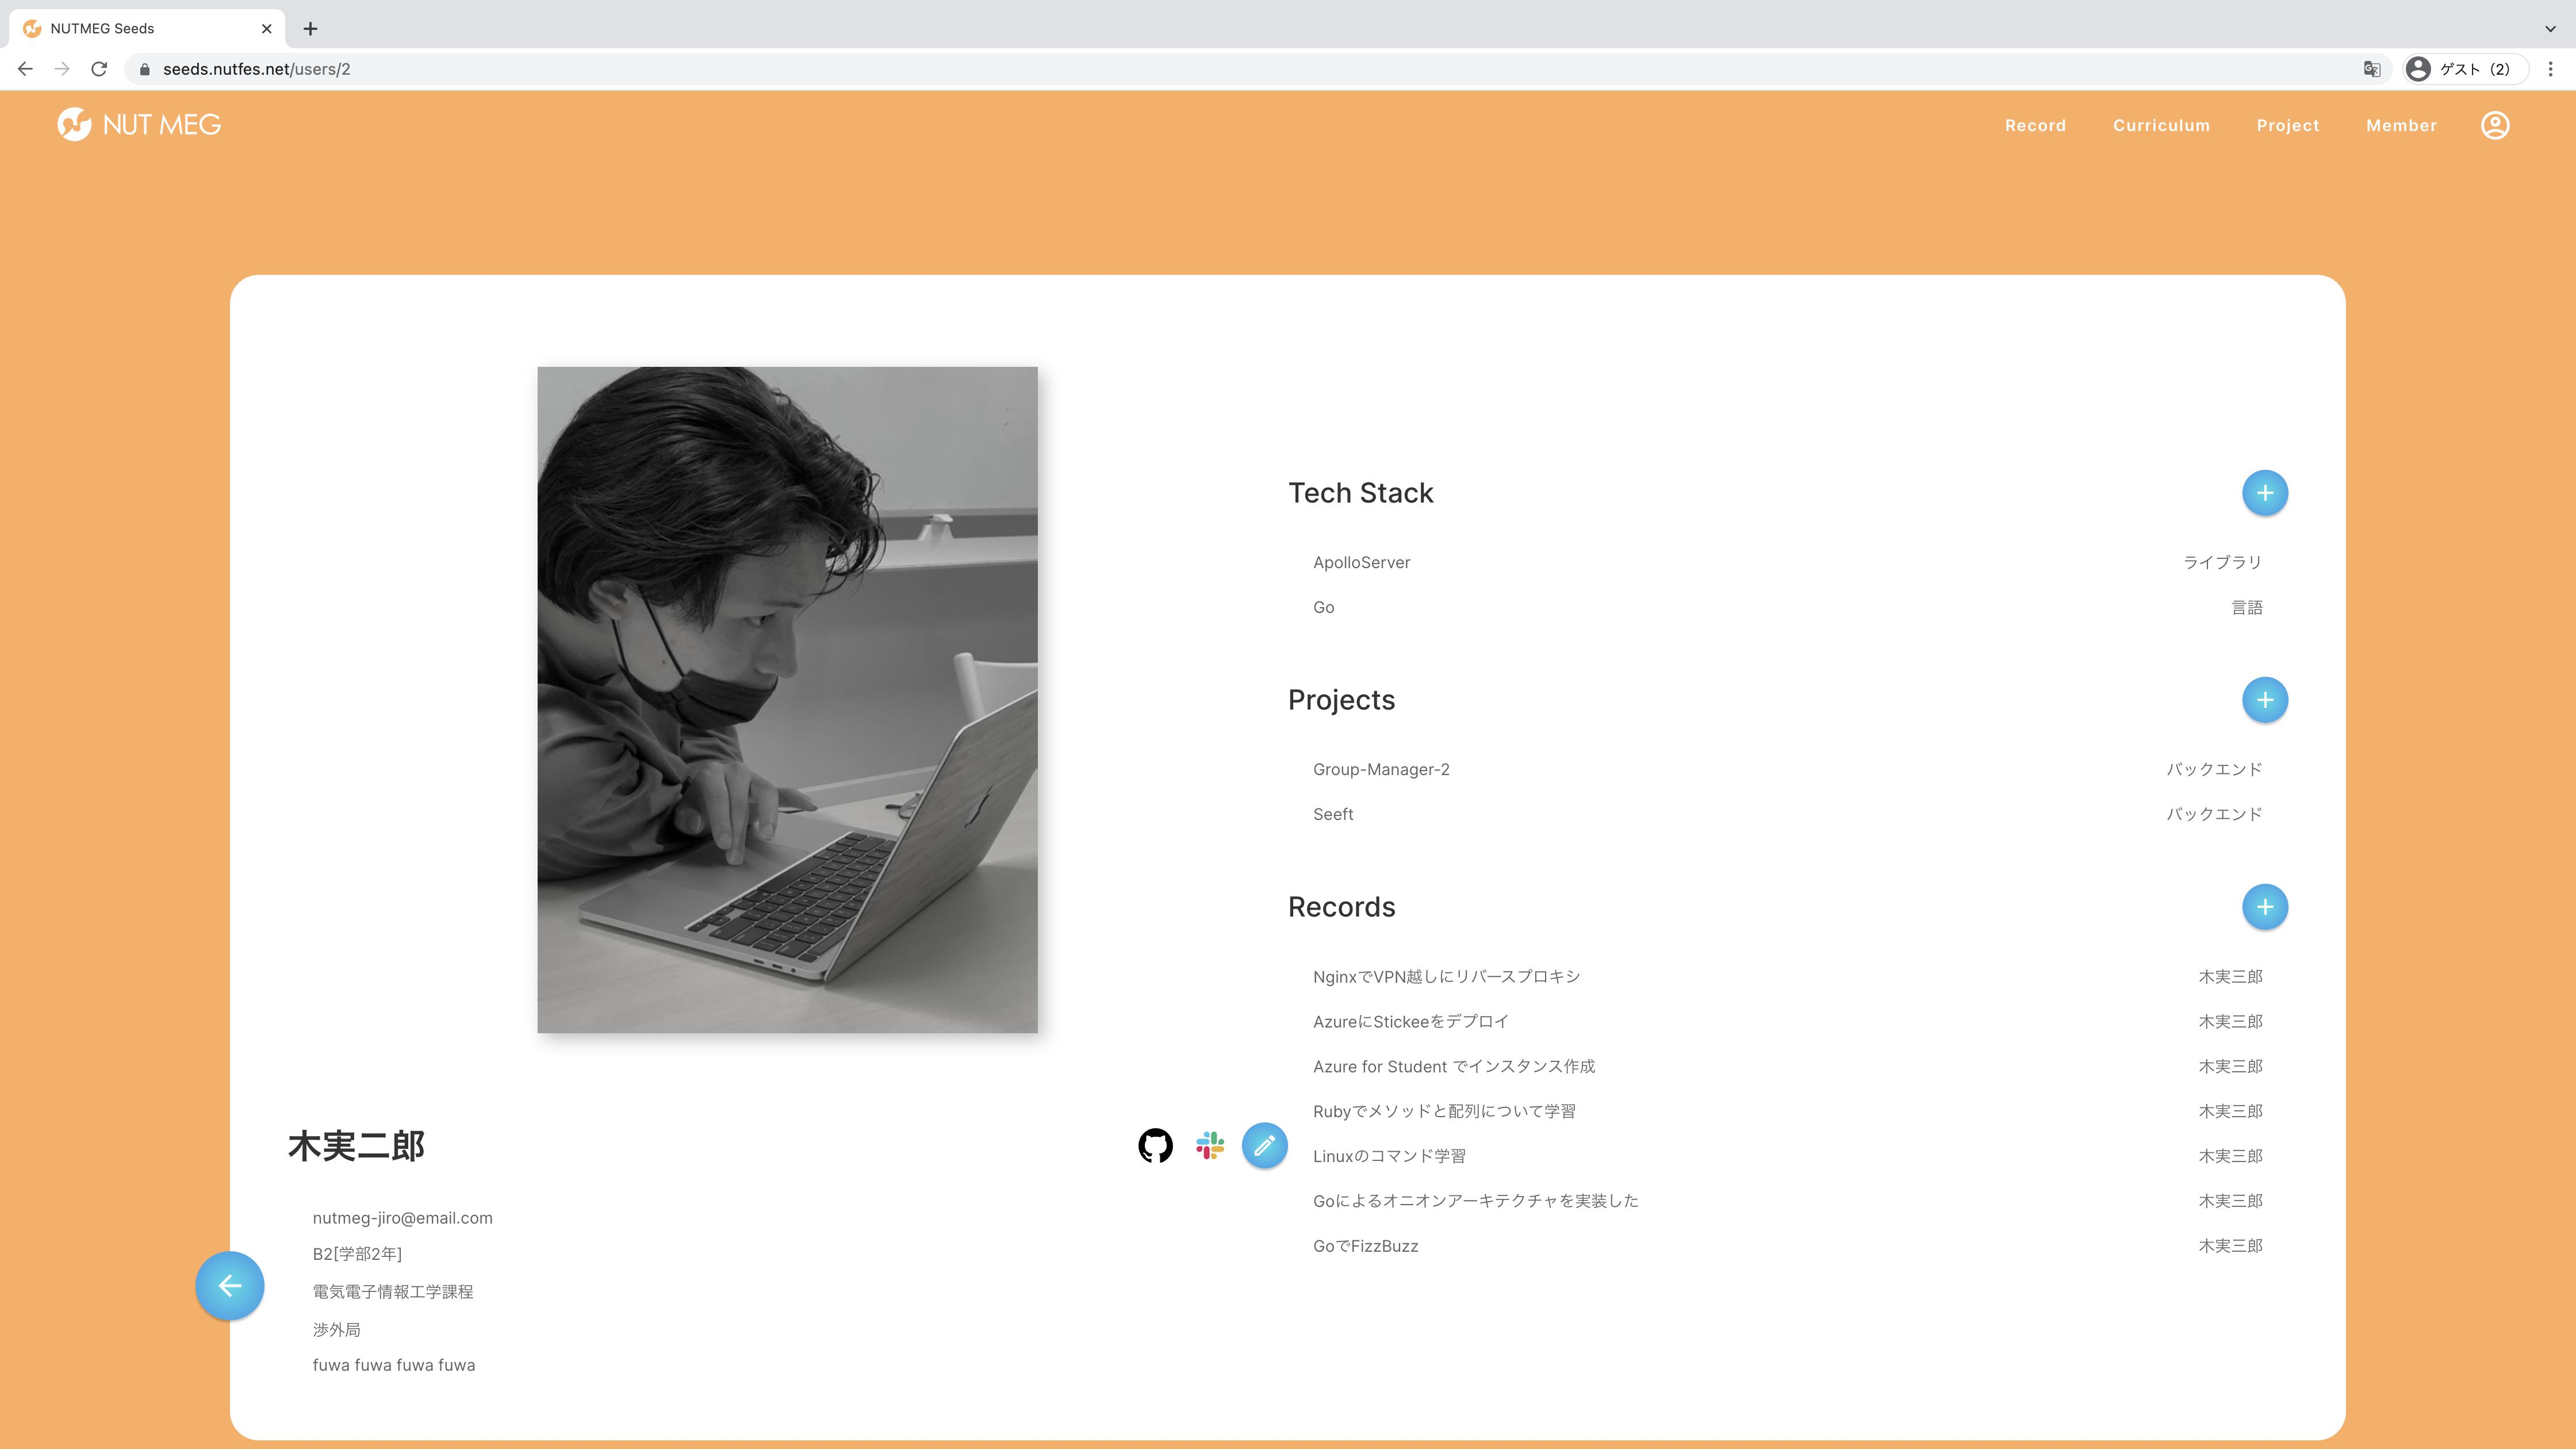 NUTMEG Seeds
seeds.nutfes.net/users/2
ゲスト（2）
NUT MEG
Record
Curriculum
Project
Member
Tech Stack
ApolloServer ライブラリ
Go 言語
Projects
Group-Manager-2 バックエンド
Seeft バックエンド
Records
NginxでVPN越しにリバースプロキシ 木実三郎
AzureにStickeeをデプロイ 木実三郎
Azure for Student でインスタンス作成 木実三郎
Rubyでメソッドと配列について学習 木実三郎
Linuxのコマンド学習 木実三郎
Goによるオニオンアーキテクチャを実装した 木実三郎
GoでFizzBuzz 木実三郎
木実二郎
nutmeg-jiro@email.com
B2[学部2年]
電気電子情報工学課程
渉外局
fuwa fuwa fuwa fuwa